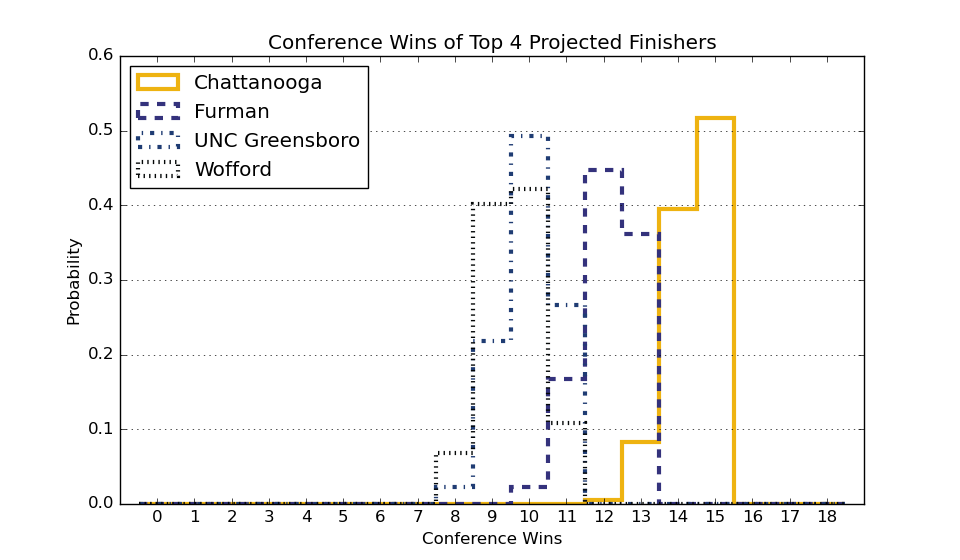 Conference Wins of Top 4 Projected Finishers
0.6
0.5
0.4
0.3
0.2
0.1
0.0
Probability
Chattanooga
Furman
UNC Greensboro
Wofford
0 1 2 3 4 5 6 7 8 9 10 11 12 13 14 15 16 17 18
Conference Wins